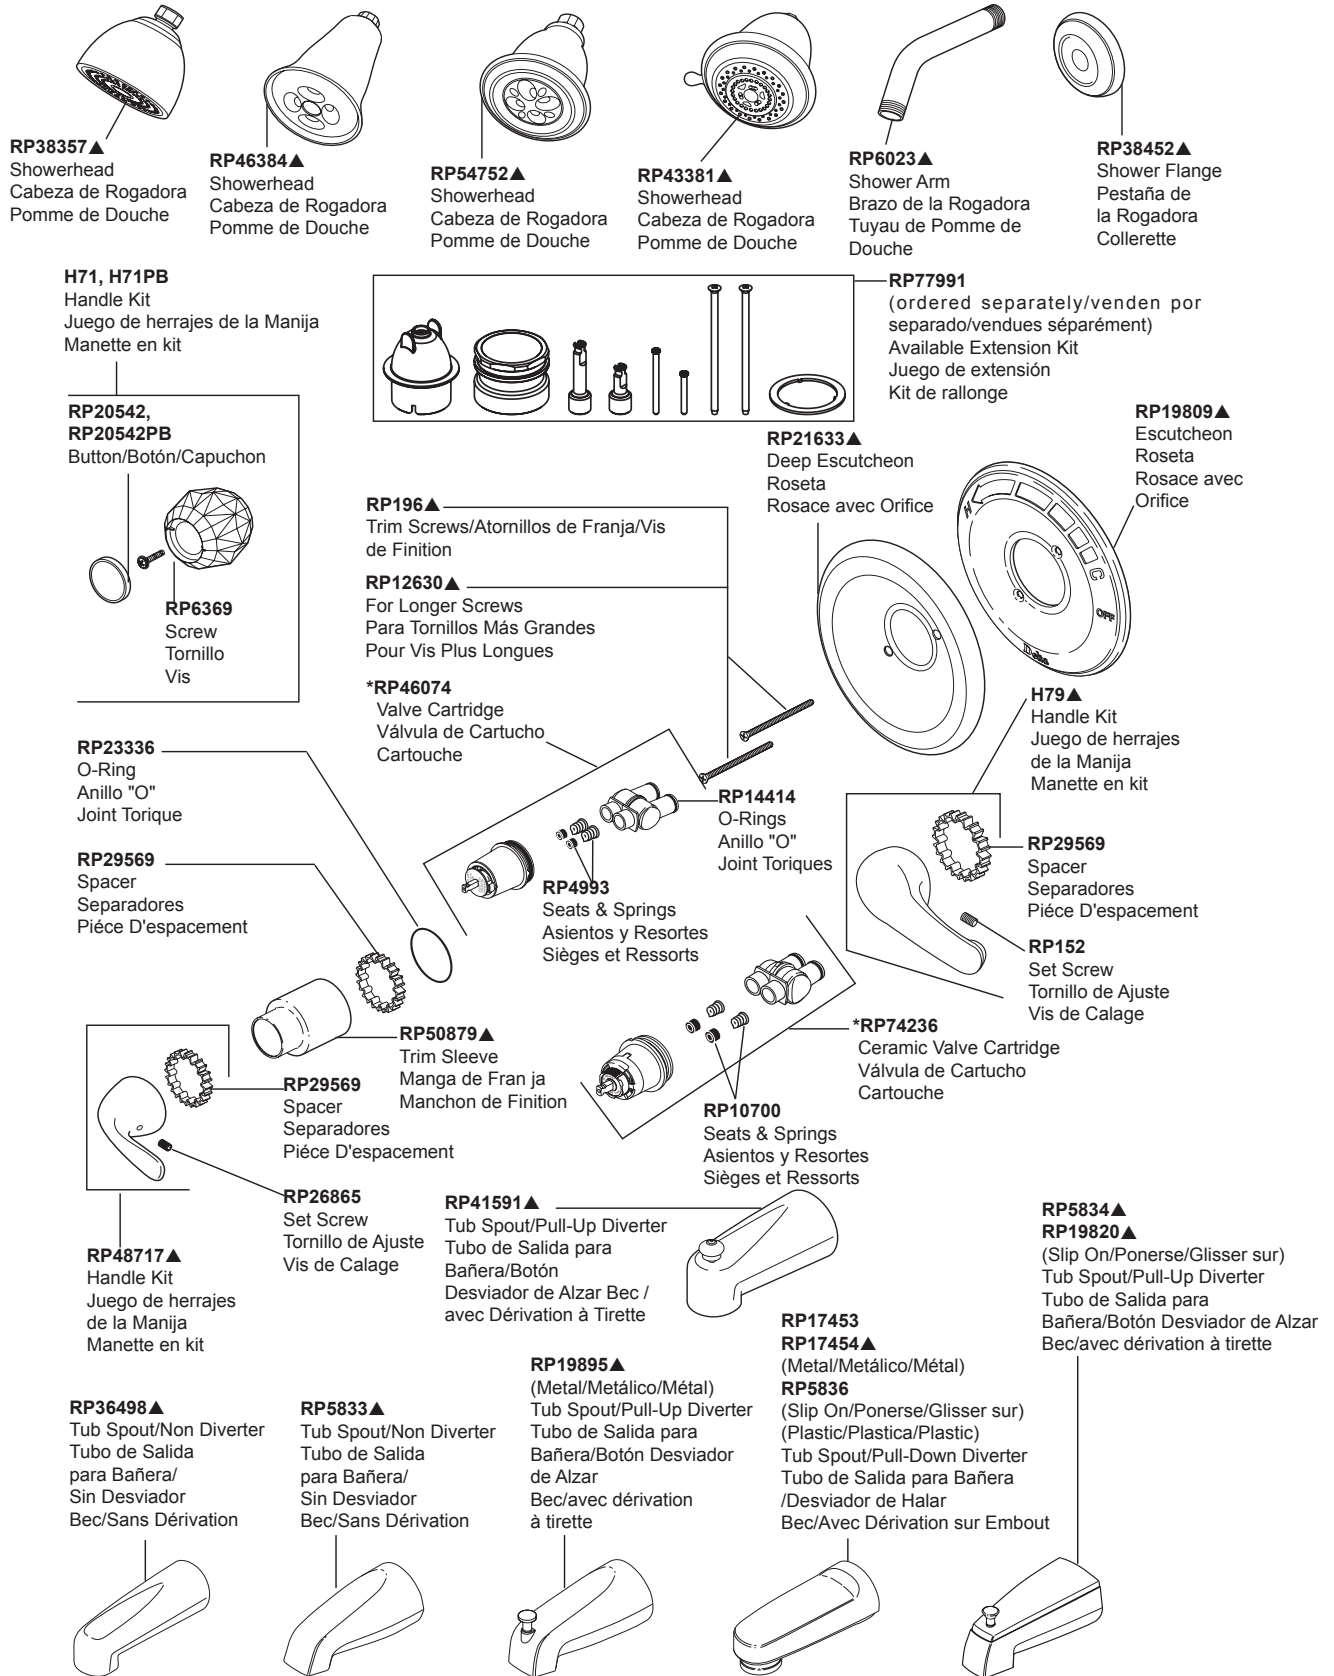 RP38357▲
Showerhead
Cabeza de Rogadora
Pomme de Douche
RP46384▲
Showerhead
Cabeza de Rogadora
Pomme de Douche
RP54752▲
Showerhead
Cabeza de Rogadora
Pomme de Douche
RP43381▲
Showerhead
Cabeza de Rogadora
Pomme de Douche
RP6023▲
Shower Arm
Brazo de la Rogadora
Tuyau de Pomme de
Douche
RP38452▲
Shower Flange
Pestaña de
la Rogadora
Collerette
H71, H71PB
Handle Kit
Juego de herrajes de la Manija
Manette en kit
RP77991
(ordered separately/venden por
separado/vendues séparément)
Available Extension Kit
Juego de extensión
Kit de rallonge
RP20542,
RP20542PB
Button/Botón/Capuchon
RP6369
Screw
Tornillo
Vis
RP196▲
Trim Screws/Atornillos de Franja/Vis
de Finition
RP12630▲
For Longer Screws
Para Tornillos Más Grandes
Pour Vis Plus Longues
RP21633▲
Deep Escutcheon
Roseta
Rosace avec Orifice
RP19809▲
Escutcheon
Roseta
Rosace avec
Orifice
H
C
OFF
Delta
*RP46074
Valve Cartridge
Válvula de Cartucho
Cartouche
H79▲
Handle Kit
Juego de herrajes
de la Manija
Manette en kit
RP23336
O-Ring
Anillo "O"
Joint Torique
RP14414
O-Rings
Anillo "O"
Joint Toriques
RP29569
Spacer
Separadores
Piéce D'espacement
RP4993
Seats & Springs
Asientos y Resortes
Sièges et Ressorts
RP29569
Spacer
Separadores
Piéce D'espacement
RP152
Set Screw
Tornillo de Ajuste
Vis de Calage
RP50879▲
Trim Sleeve
Manga de Fran ja
Manchon de Finition
*RP74236
Ceramic Valve Cartridge
Válvula de Cartucho
Cartouche
RP29569
Spacer
Separadores
Piéce D'espacement
RP10700
Seats & Springs
Asientos y Resortes
Sièges et Ressorts
RP26865
Set Screw
Tornillo de Ajuste
Vis de Calage
RP48717▲
Handle Kit
Juego de herrajes
de la Manija
Manette en kit
RP41591▲
Tub Spout/Pull-Up Diverter
Tubo de Salida para
Bañera/Botón
Desviador de Alzar Bec /
avec Dérivation à Tirette
RP5834▲
RP19820▲
(Slip On/Ponerse/Glisser sur)
Tub Spout/Pull-Up Diverter
Tubo de Salida para
Bañera/Botón Desviador de Alzar
Bec/avec dérivation à tirette
RP36498▲
Tub Spout/Non Diverter
Tubo de Salida
para Bañera/
Sin Desviador
Bec/Sans Dérivation
RP5833▲
Tub Spout/Non Diverter
Tubo de Salida
para Bañera/
Sin Desviador
Bec/Sans Dérivation
RP19895▲
(Metal/Metálico/Métal)
Tub Spout/Pull-Up Diverter
Tubo de Salida para
Bañera/Botón Desviador
de Alzar
Bec/avec dérivation
à tirette
RP17453
RP17454▲
(Metal/Metálico/Métal)
RP5836
(Slip On/Ponerse/Glisser sur)
(Plastic/Plastica/Plastic)
Tub Spout/Pull-Down Diverter
Tubo de Salida para Bañera
/Desviador de Halar
Bec/Avec Dérivation sur Embout